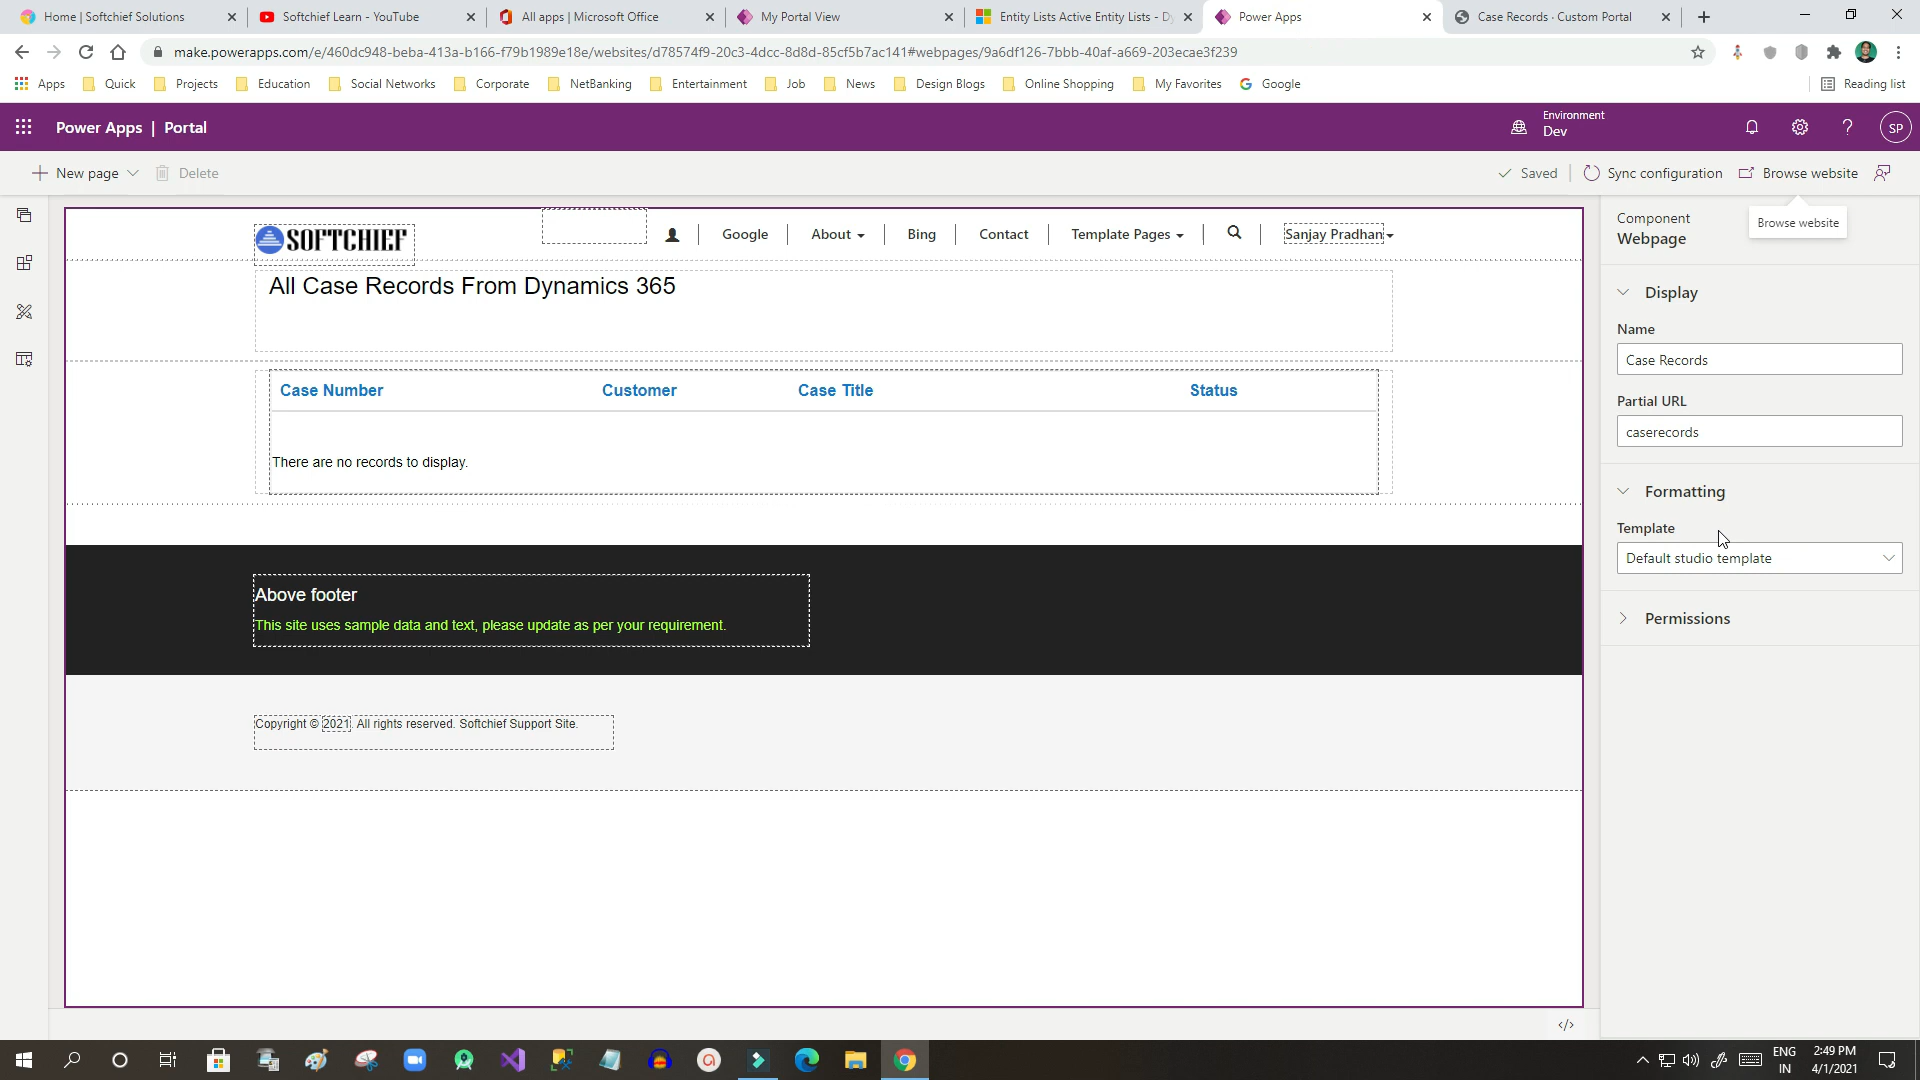 Home | Softchief Solutions
Softchief Learn - YouTube
All apps | Microsoft Office
My Portal View
Entity Lists Active Entity Lists - D
Power Apps
Case Records · Custom Portal
make.powerapps.com/e/460dc948-beba-413a-b166-f79b1989e18e/websites/d78574f9-20c3-4dcc-8d8d-85cf5b7ac141#webpages/9a6df126-7bbb-40af-a669-203ecae3f239
Apps
Quick
Projects
Education
Social Networks
Corporate
NetBanking
Entertainment
Job
News
Design Blogs
Online Shopping
My Favorites
Google
Reading list
Power Apps | Portal
Environment
Dev
SP
New page
Delete
Saved
Sync configuration
Browse website
SOFTCHIEF
Google
About
Bing
Contact
Template Pages
Sanjay Pradhan
All Case Records From Dynamics 365
Case Number
Customer
Case Title
Status
There are no records to display.
Above footer
This site uses sample data and text, please update as per your requirement.
Copyright © 2021. All rights reserved. Softchief Support Site.
Component
Webpage
Browse website
Display
Name
Case Records
Partial URL
caserecords
Formatting
Template
Default studio template
Permissions
</>
ENG
IN
2:49 PM
4/1/2021